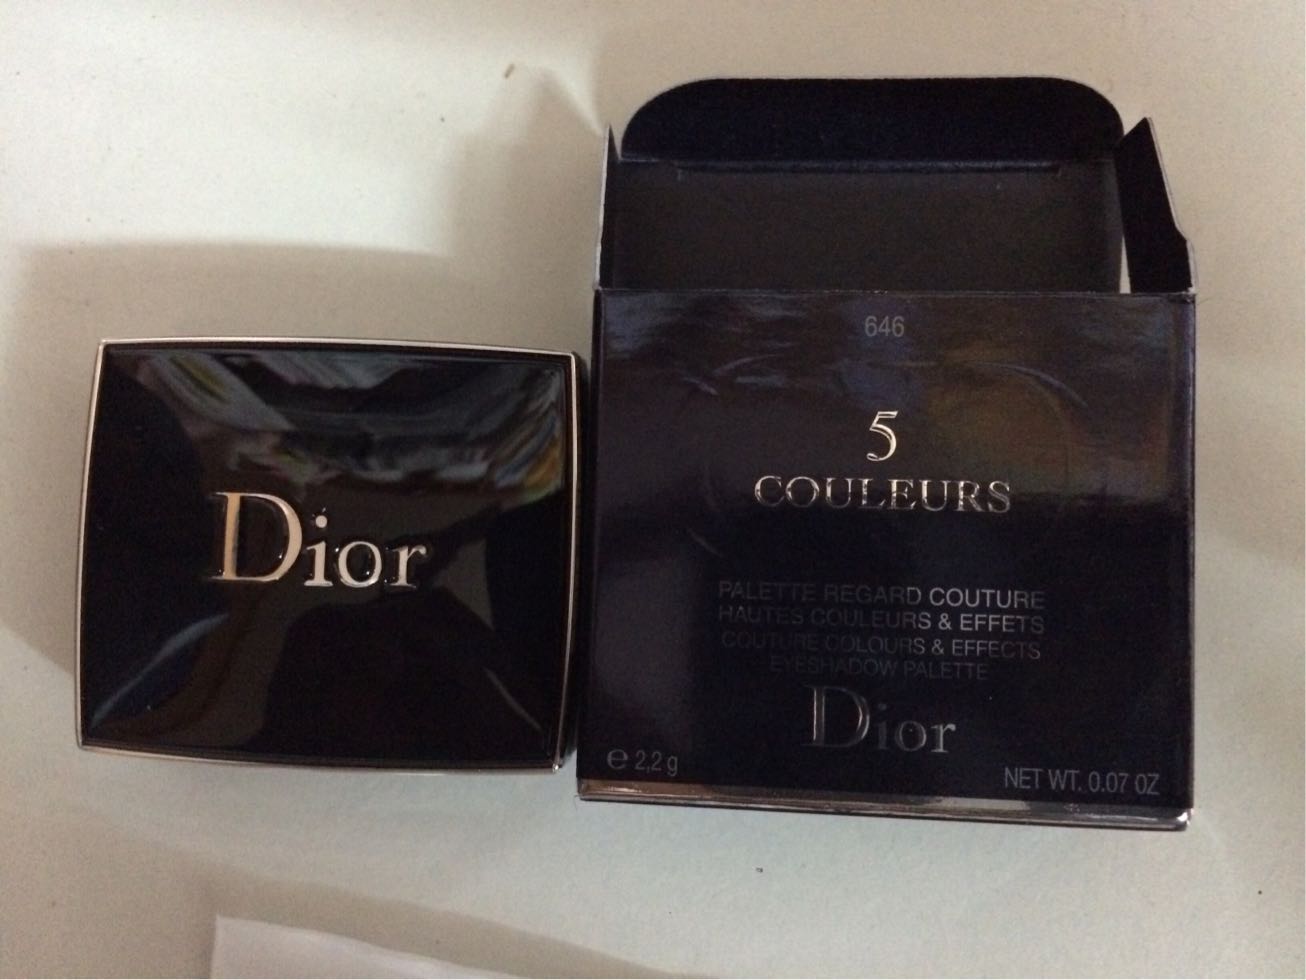 Dior
646
5
COULEURS
PALETTE REGARD COUTURE
HAUTES COULEURS & EFFETS
COUTURE COLOURS & EFFECTS
EYESHADOW PALETTE
Dior
e 2,2 g
NET WT. 0.07 OZ